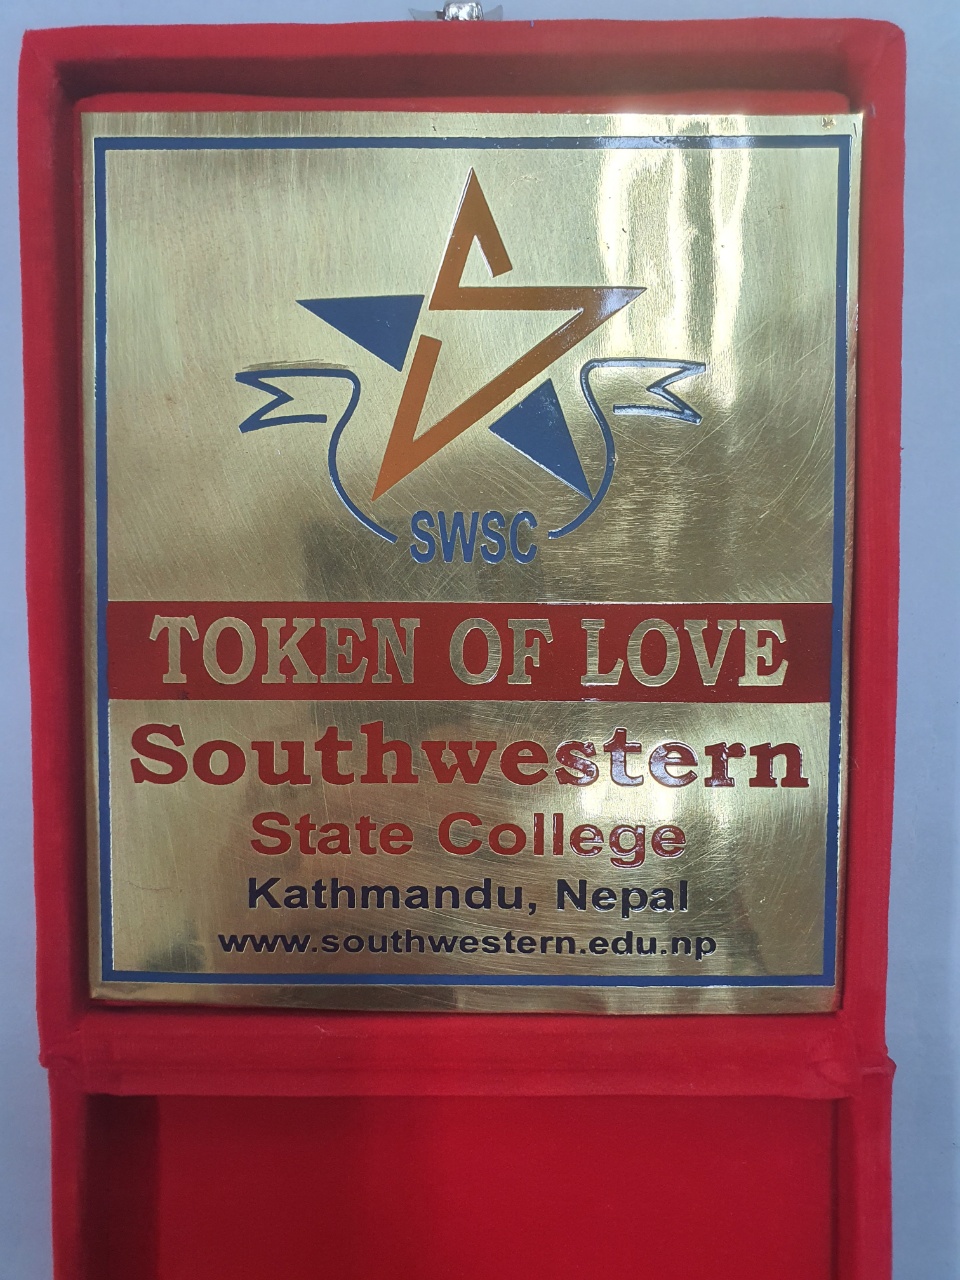 SWSC
TOKEN OF LOVE
Southwestern
State College
Kathmandu, Nepal
www.southwestern.edu.np